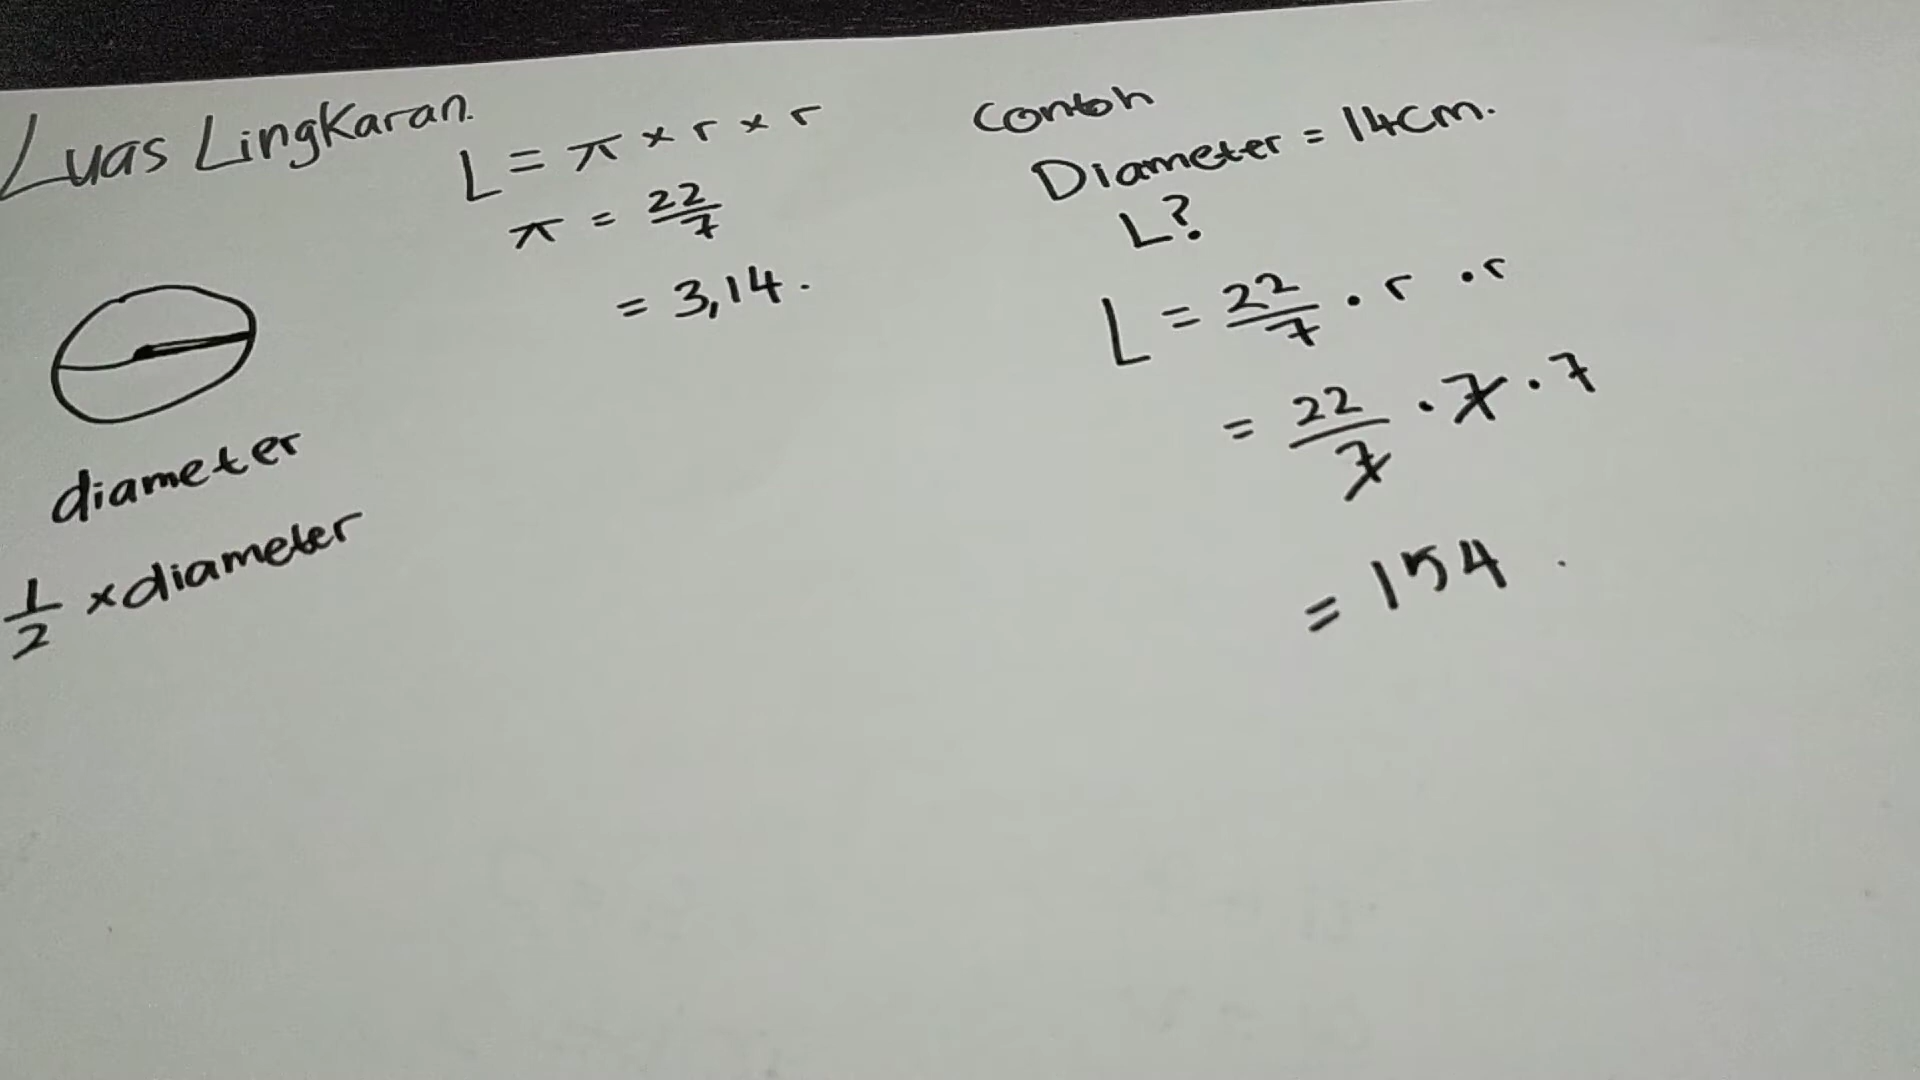 Luas Lingkaran.
L = π × r × r
π = 22/7
= 3,14.
diameter
1/2 × diameter
Contoh
Diameter = 14cm.
L?
L = 22/7 . r . r
= 22/7 . 7 . 7
= 154